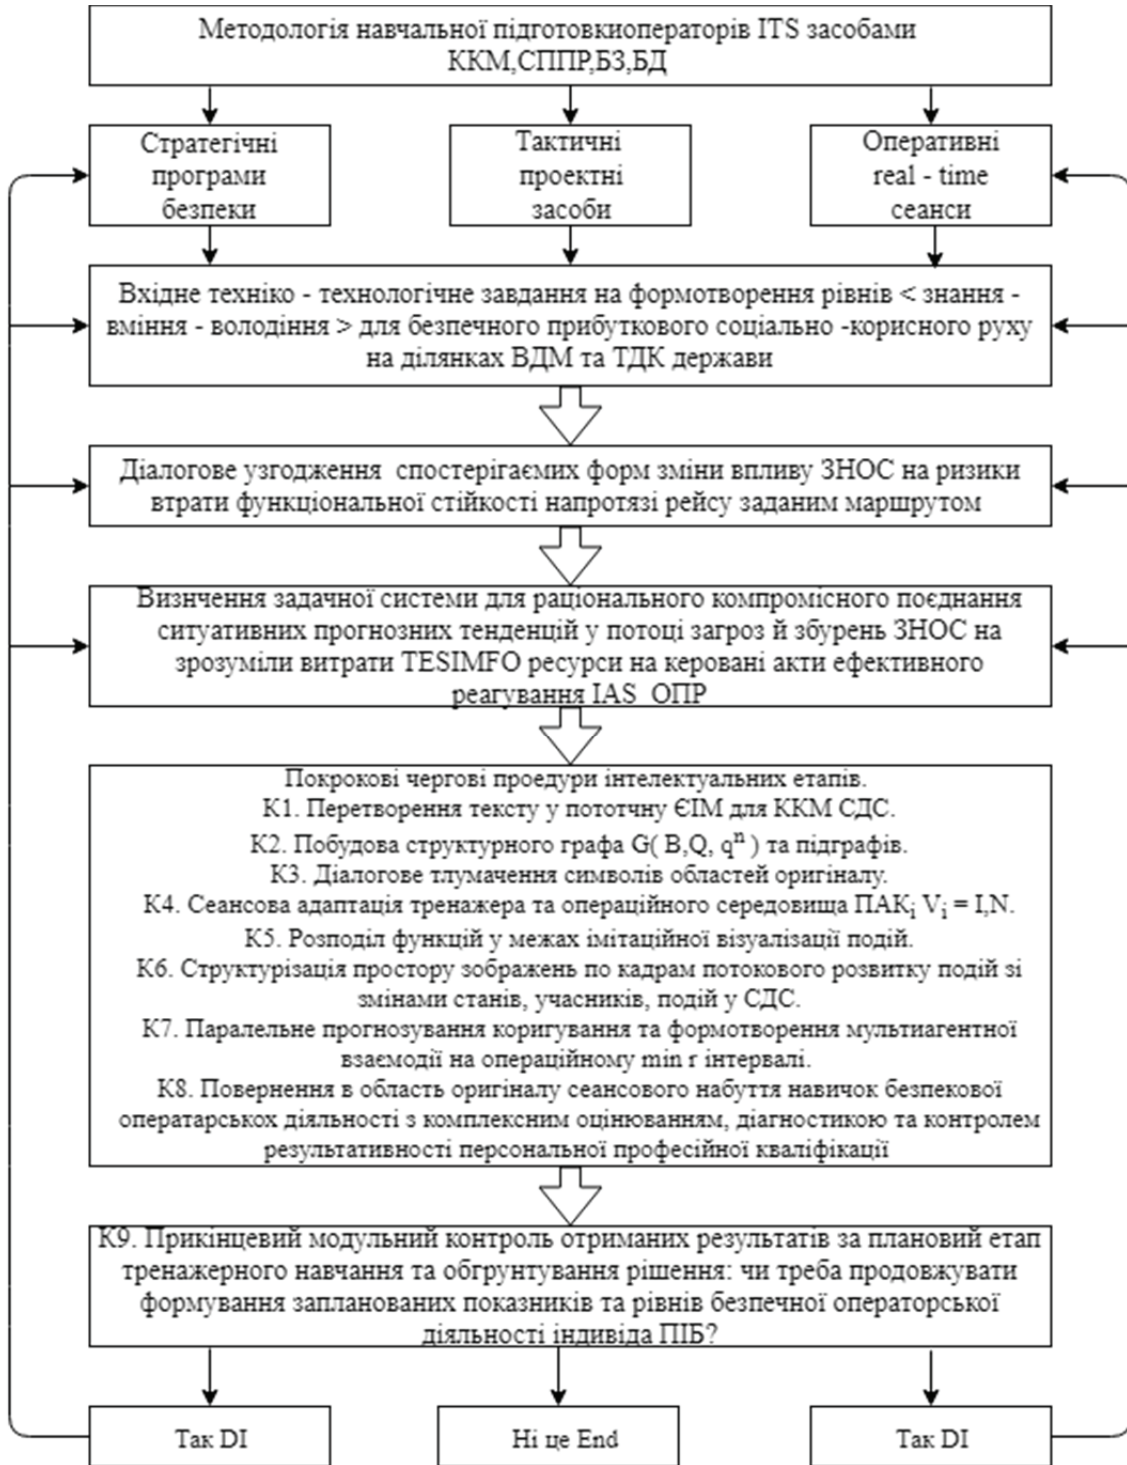 Методологія навчальної підготовкиоператорів ITS засобами
ККМ,СППР,БЗ,БД
Стратегічні
програми
безпеки
Тактичні
проектні
засоби
Оперативні
real - time
сеанси
Вхідне техніко - технологічне завдання на формотворення рівнів < знання -
вміння - володіння > для безпечного прибуткового соціально -корисного руху
на ділянках ВДМ та ТДК держави
Діалогове узгодження спостерігаємих форм зміни впливу ЗНОС на ризики
втрати функціональної стійкості напротязі рейсу заданим маршрутом
Визнчення задачної системи для раціонального компромісного поєднання
ситуативних прогнозних тенденцій у потоці загроз й збурень ЗНОС на
зрозуміли витрати TESIMFO ресурси на керовані акти ефективного
реагування IAS ОПР
Покрокові чергові проедури інтелектуальних етапів.
К1. Перетворення тексту у пототчну ЄІМ для ККМ СДС.
К2. Побудова структурного графа G( B,Q, qⁿ ) та підграфів.
К3. Діалогове тлумачення символів областей оригіналу.
К4. Сеансова адаптація тренажера та операційного середовища ПАКᵢ Vᵢ = I,N.
К5. Розподіл функцій у межах імітаційної візуалізації подій.
К6. Структурізація простору зображень по кадрам потокового розвитку подій зі
змінами станів, учасників, подій у СДС.
К7. Паралельне прогнозування коригування та формотворення мультиагентної
взаємодії на операційному min r інтервалі.
К8. Повернення в область оригіналу сеансового набуття навичок безпекової
оператарськох діяльності з комплексним оцінюванням, діагностикою та контролем
результативності персональної професійної кваліфікації
К9. Прикінцевий модульний контроль отриманих результатів за плановий етап
тренажерного навчання та обгрунтування рішення: чи треба продовжувати
формування запланованих показників та рівнів безпечної операторської
діяльності індивіда ПІБ?
Так DI
Ні це End
Так DI